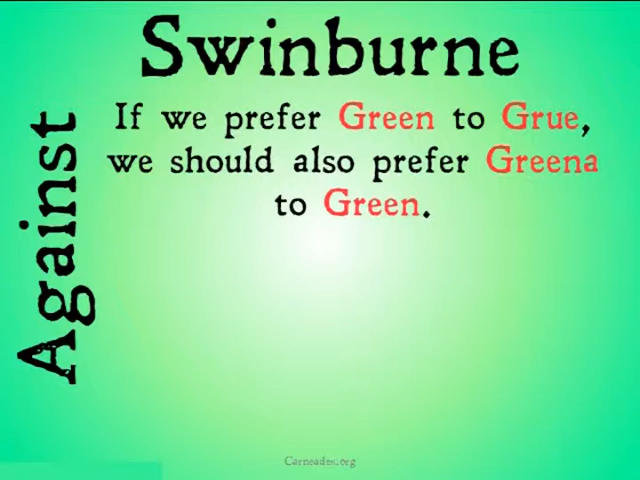 Swinburne
Against
If we prefer Green to Grue,
we should also prefer Greena
to Green.
Carneades.org